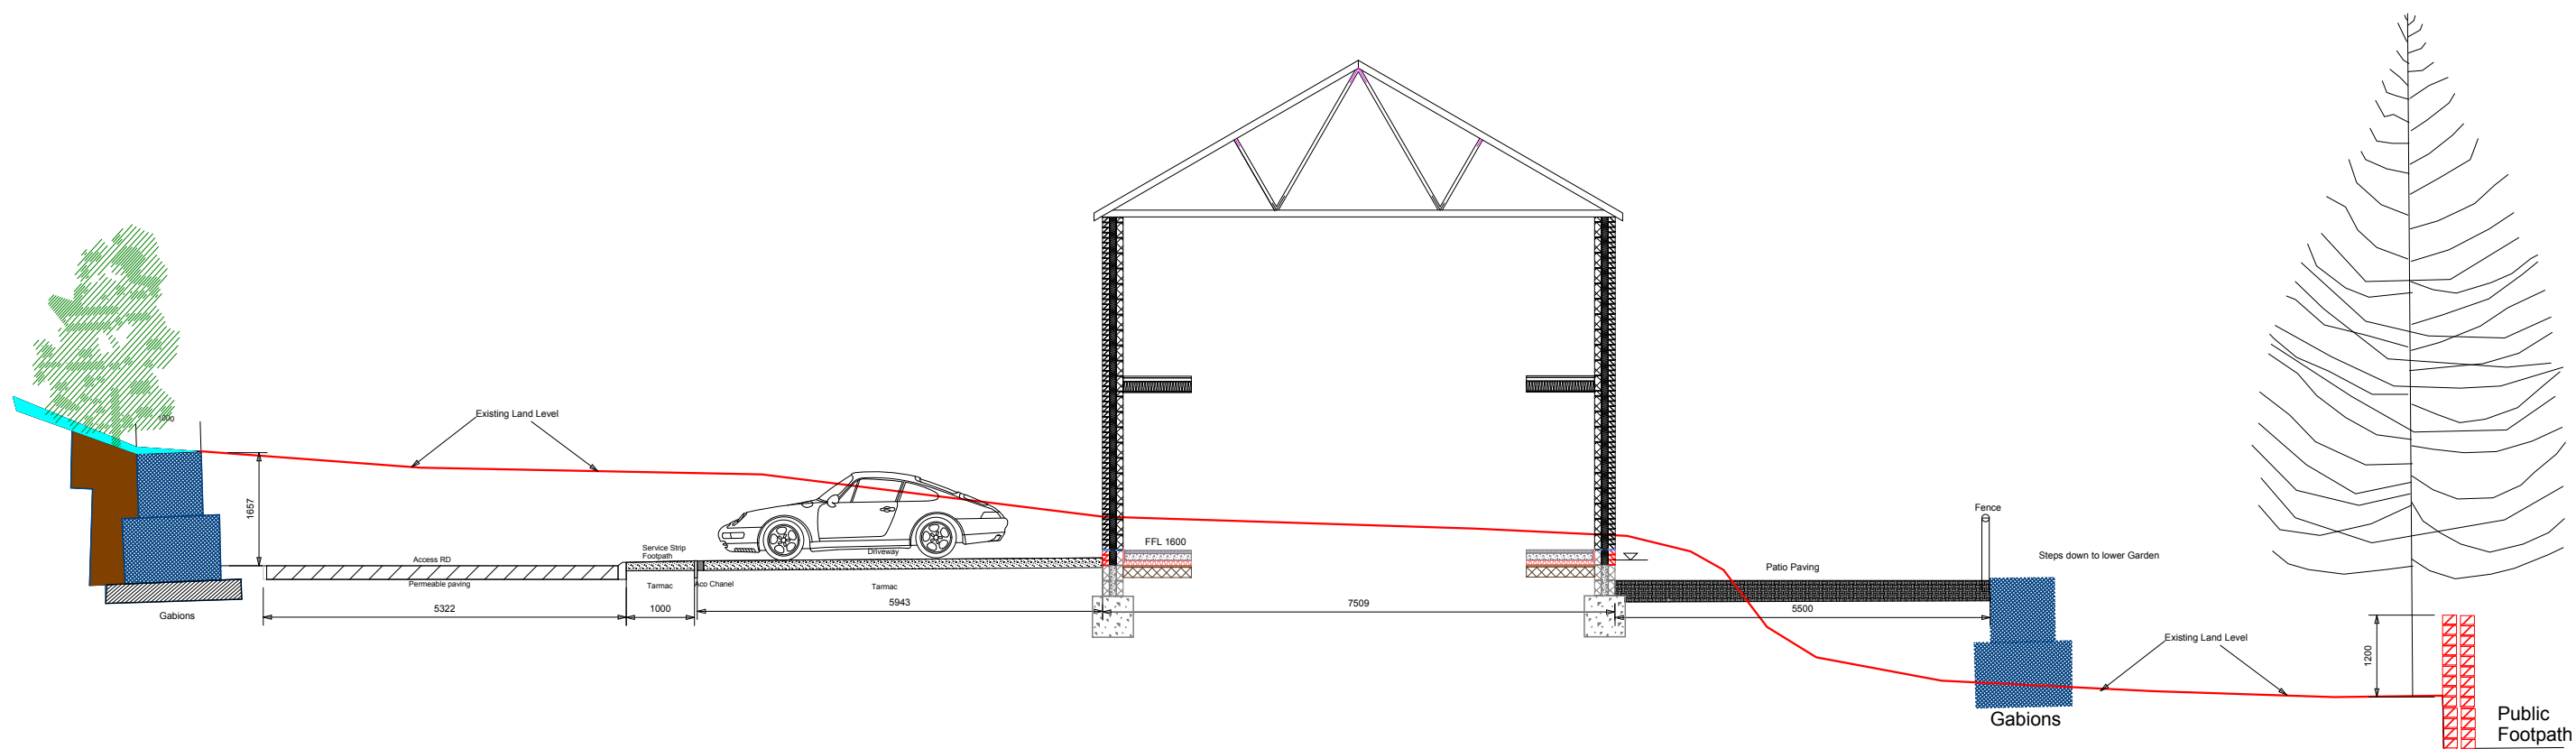 1000
Existing Land Level
1657
Access RD
Permeable paving
Gabions
5322
Service Strip
Footpath
Tarmac
1000
Aco Chanel
Driveway
Tarmac
5943
FFL 1600
7509
Patio Paving
5500
Fence
Steps down to lower Garden
Gabions
Existing Land Level
1200
Public
Footpath